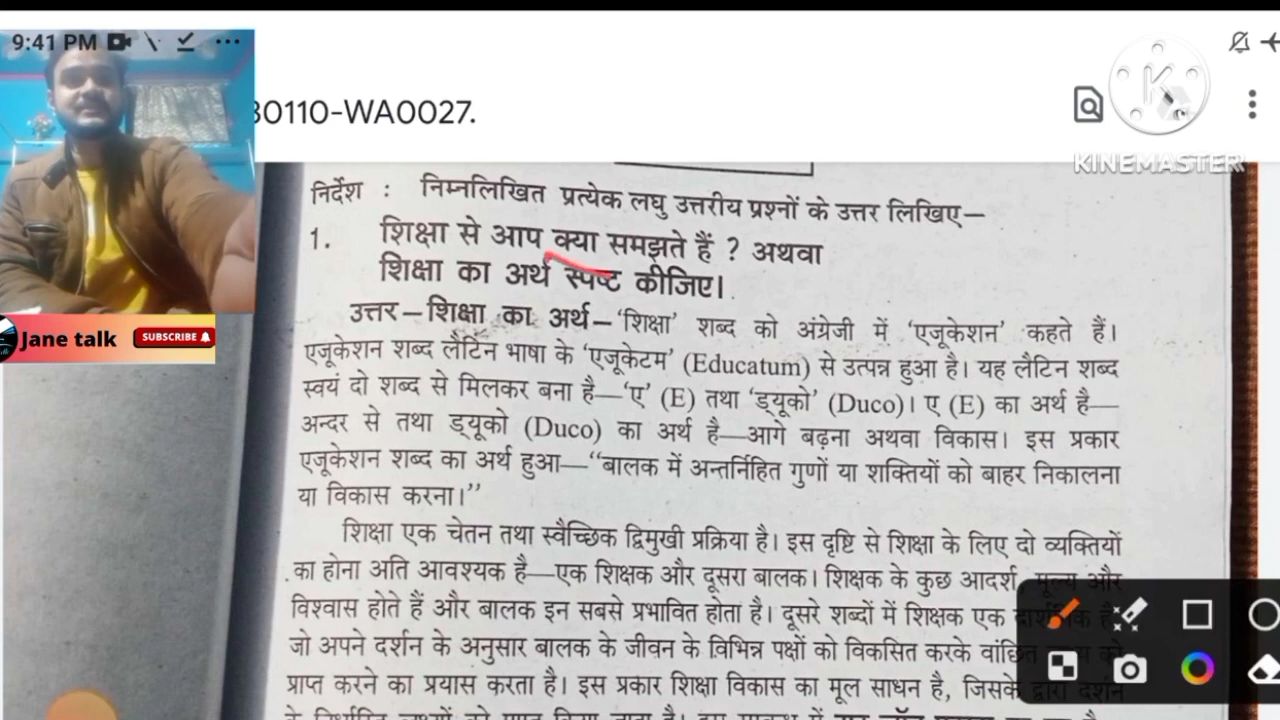 9:41 PM
30110-WA0027.
KINEMASTER
निर्देश : निम्नलिखित प्रत्येक लघु उत्तरीय प्रश्नों के उत्तर लिखिए—
1. शिक्षा से आप क्या समझते हैं ? अथवा
शिक्षा का अर्थ स्पष्ट कीजिए।
उत्तर–शिक्षा का अर्थ–'शिक्षा' शब्द को अंग्रेजी में 'एजूकेशन' कहते हैं।
एजूकेशन शब्द लैटिन भाषा के 'एजूकेटम' (Educatum) से उत्पन्न हुआ है। यह लैटिन शब्द
स्वयं दो शब्द से मिलकर बना है—'ए' (E) तथा 'ड्यूको' (Duco)। ए (E) का अर्थ है—
अन्दर से तथा ड्यूको (Duco) का अर्थ है—आगे बढ़ना अथवा विकास। इस प्रकार
एजूकेशन शब्द का अर्थ हुआ—"बालक में अन्तर्निहित गुणों या शक्तियों को बाहर निकालना
या विकास करना।"
शिक्षा एक चेतन तथा स्वैच्छिक द्विमुखी प्रक्रिया है। इस दृष्टि से शिक्षा के लिए दो व्यक्तियों
का होना अति आवश्यक है—एक शिक्षक और दूसरा बालक। शिक्षक के कुछ आदर्श, मूल्य और
विश्वास होते हैं और बालक इन सबसे प्रभावित होता है। दूसरे शब्दों में शिक्षक एक
जो अपने दर्शन के अनुसार बालक के जीवन के विभिन्न पक्षों को विकसित करके वांछित
प्राप्त करने का प्रयास करता है। इस प्रकार शिक्षा विकास का मूल साधन है, जिसके द्वारा दर्शन
Jane talk
SUBSCRIBE